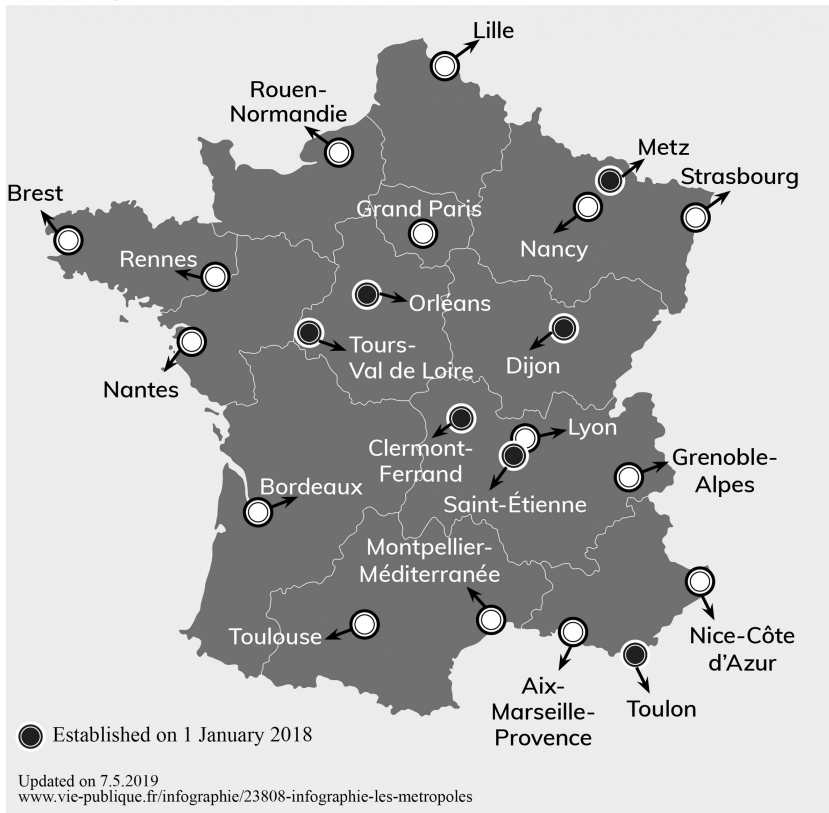 Lille
Rouen-
Normandie
Metz
Strasbourg
Brest
Grand Paris
Nancy
Rennes
Orléans
Tours-
Val de Loire
Dijon
Nantes
Clermont-
Ferrand
Lyon
Grenoble-
Alpes
Saint-Étienne
Bordeaux
Montpellier-
Méditerranée
Toulouse
Nice-Côte
d’Azur
Aix-
Marseille-
Provence
Toulon
Established on 1 January 2018
Updated on 7.5.2019
www.vie-publique.fr/infographie/23808-infographie-les-metropoles